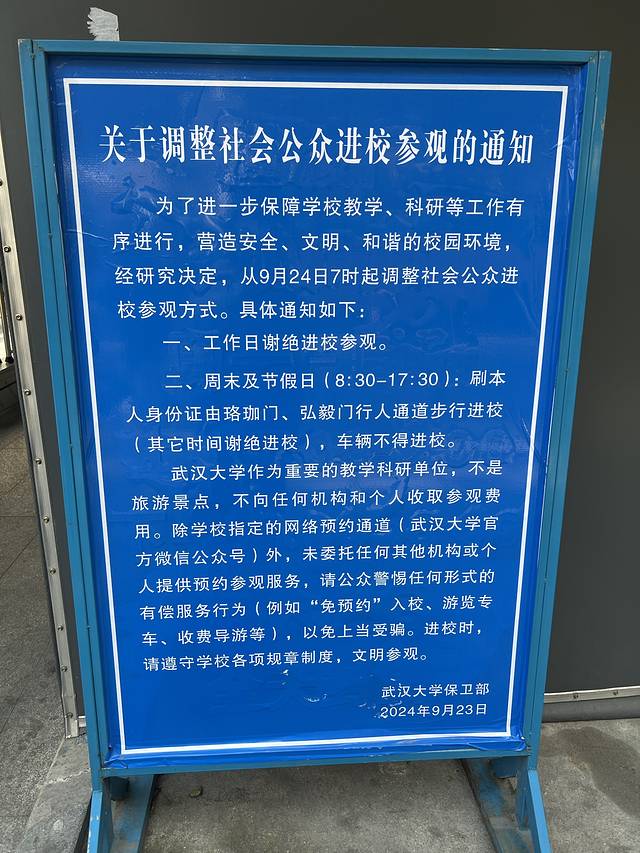 关于调整社会公众进校参观的通知
为了进一步保障学校教学、科研等工作有
序进行，营造安全、文明、和谐的校园环境，
经研究决定，从9月24日7时起调整社会公众进
校参观方式。具体通知如下：
一、工作日谢绝进校参观。
二、周末及节假日（8:30-17:30）：刷本
人身份证由珞珈门、弘毅门行人通道步行进校
（其它时间谢绝进校），车辆不得进校。
武汉大学作为重要的教学科研单位，不是
旅游景点，不向任何机构和个人收取参观费
用。除学校指定的网络预约通道（武汉大学官
方微信公众号）外，未委托任何其他机构或个
人提供预约参观服务，请公众警惕任何形式的
有偿服务行为（例如“免预约”入校、游览专
车、收费导游等），以免上当受骗。进校时，
请遵守学校各项规章制度，文明参观。
武汉大学保卫部
2024年9月23日